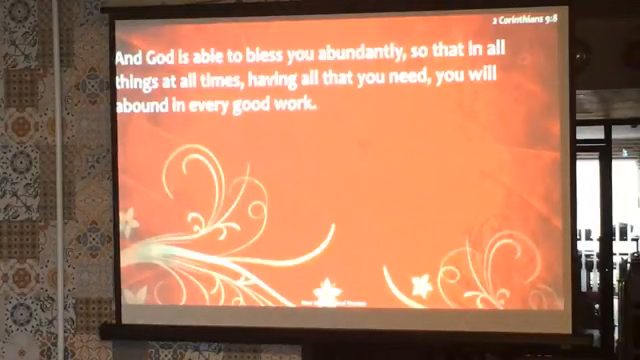 2 Corinthians 9:8
And God is able to bless you abundantly, so that in all
things at all times, having all that you need, you will
abound in every good work.